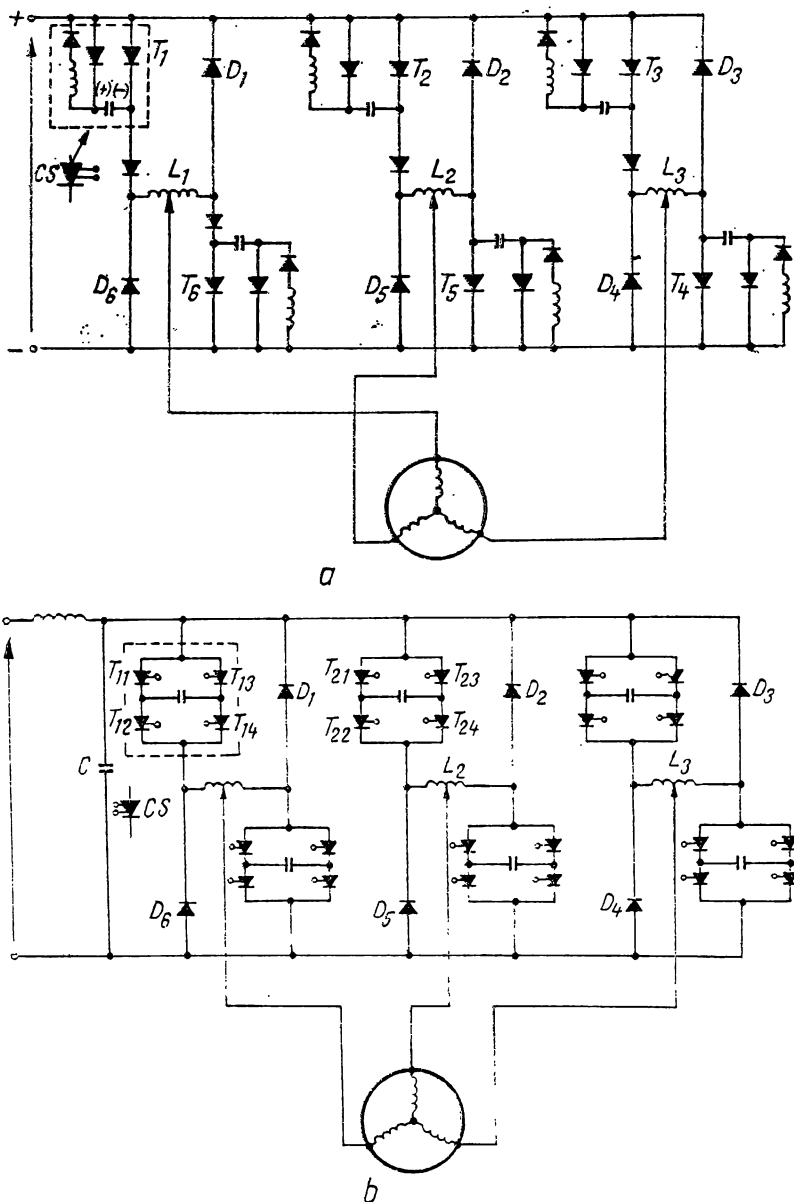 +
T1 D1 T2 D2 T3 D3
(+) (−)
CS L1 L2 L3
D6 T6 D5 T5 D4 T4
−
a
T11 T13 D1 T21 T23 D2 D3
T12 T14 T22 T24
C CS L2 L3
D6 D5 D4
b